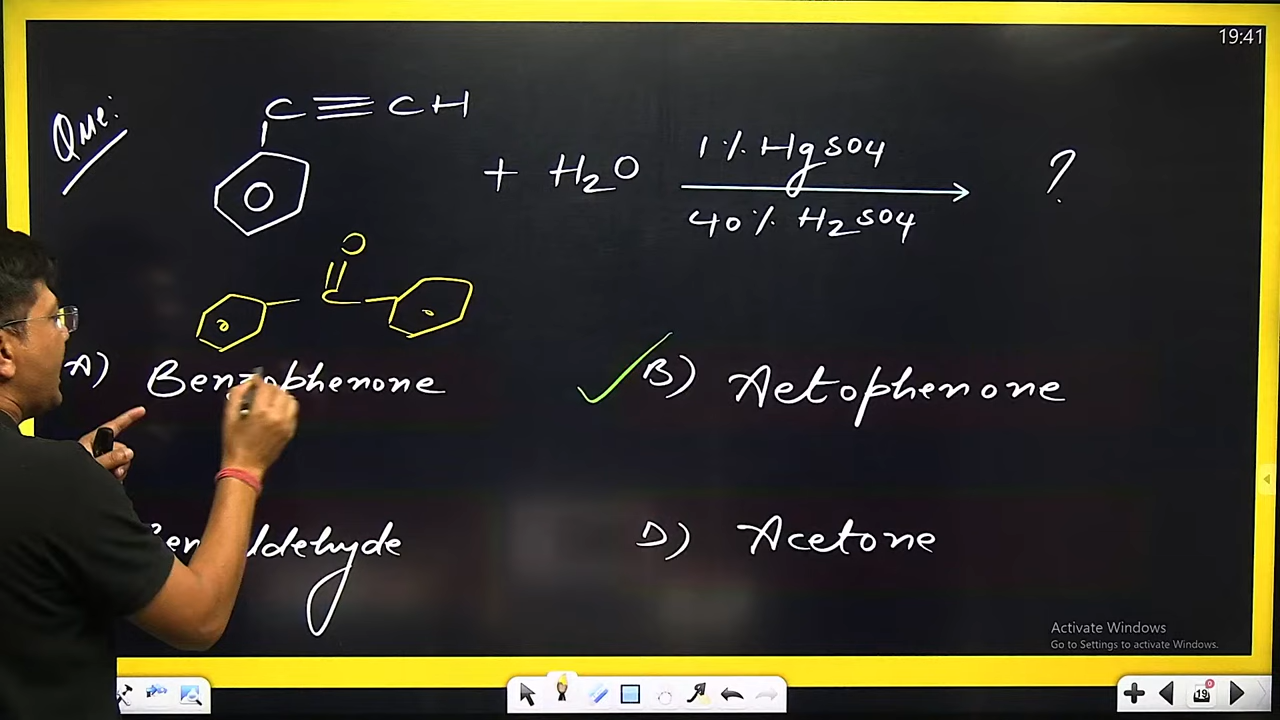 19:41
Que:
C≡CH
+ H2O
1% HgSO4
40% H2SO4
?
O
C
A) Benzophenone
B) Aetophenone
ldehyde
D) Acetone
Activate Windows
Go to Settings to activate Windows.
19